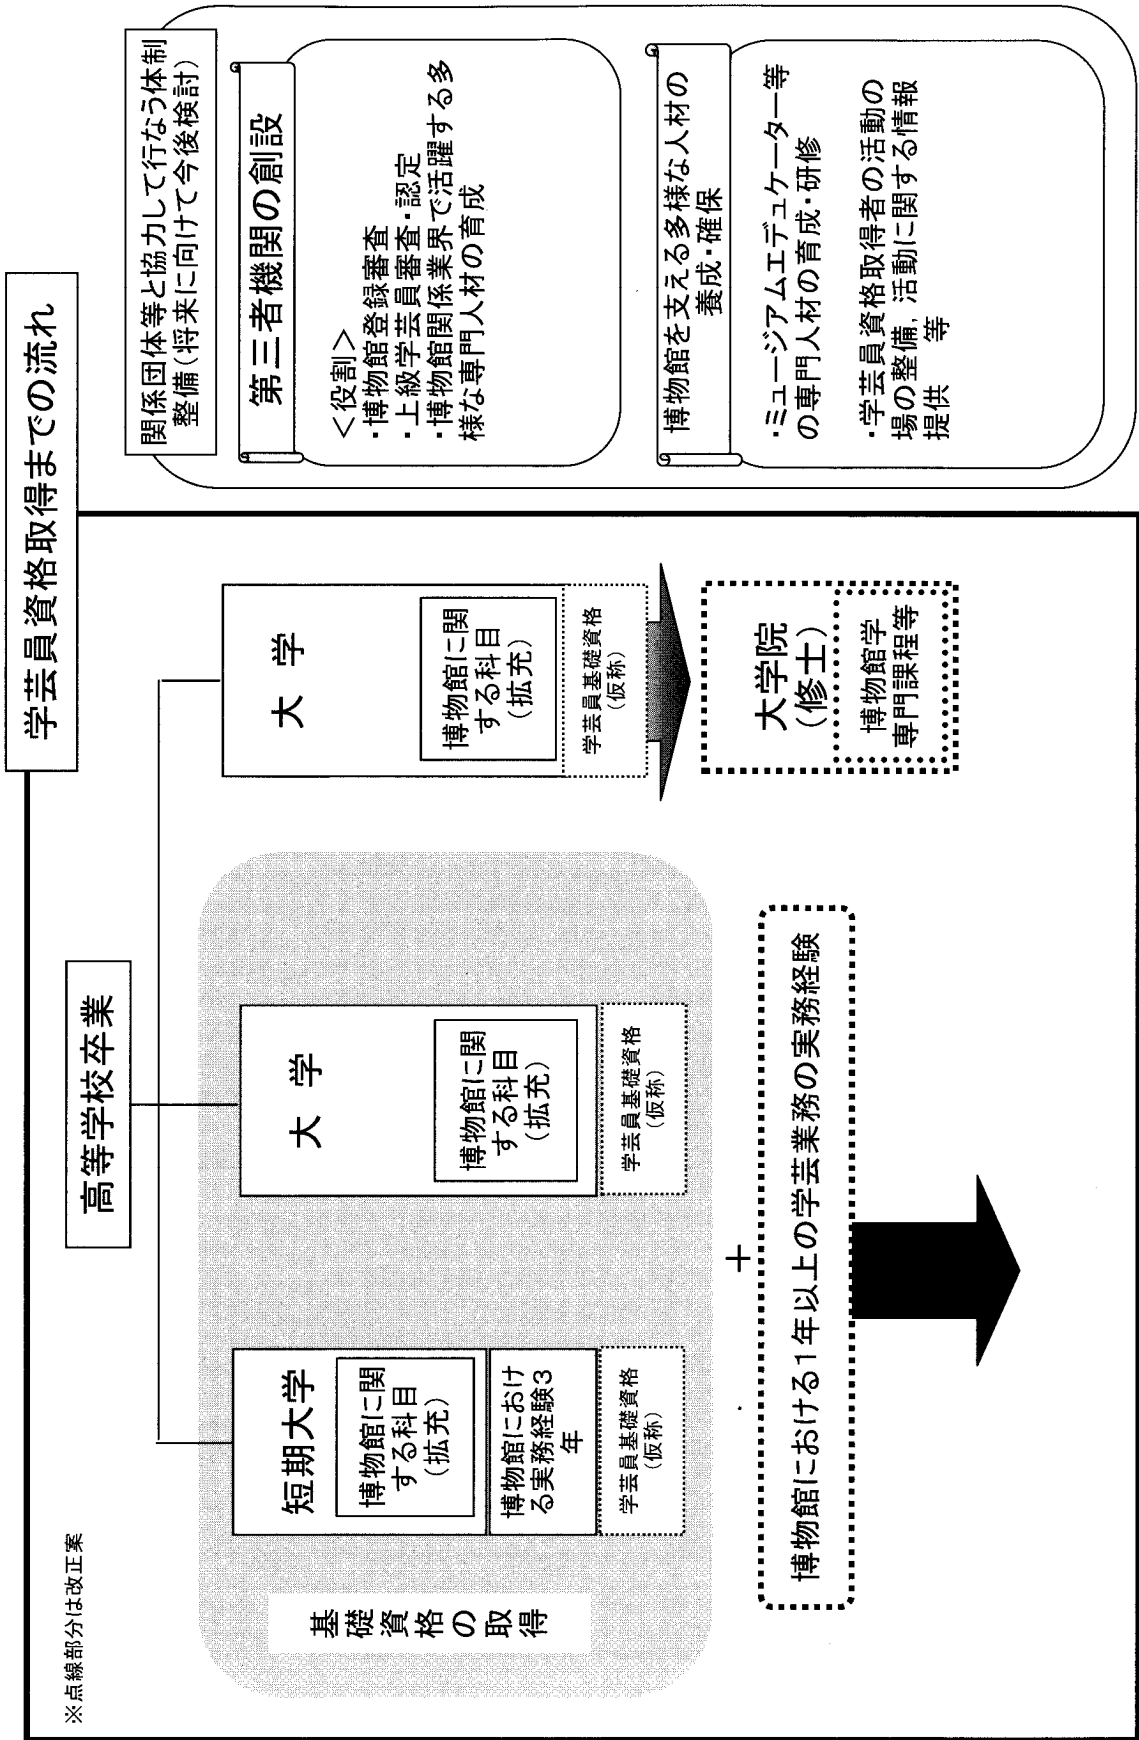 学芸員資格取得までの流れ
※点線部分は改正案
高等学校卒業
基礎資格の取得
短期大学
博物館に関
する科目
(拡充)
博物館におけ
る実務経験3
年
学芸員基礎資格
(仮称)
大 学
博物館に関
する科目
(拡充)
学芸員基礎資格
(仮称)
大 学
博物館に関
する科目
(拡充)
学芸員基礎資格
(仮称)
+
博物館における1年以上の学芸業務の実務経験
大学院
(修士)
博物館学
専門課程等
関係団体等と協力して行なう体制
整備(将来に向けて今後検討)
第三者機関の創設
<役割>
・博物館登録審査
・上級学芸員審査・認定
・博物館関係業界で活躍する多
様な専門人材の育成
博物館を支える多様な人材の
養成・確保
・ミュージアムエデュケーター等
の専門人材の育成・研修
・学芸員資格取得者の活動の
場の整備,活動に関する情報
提供 等